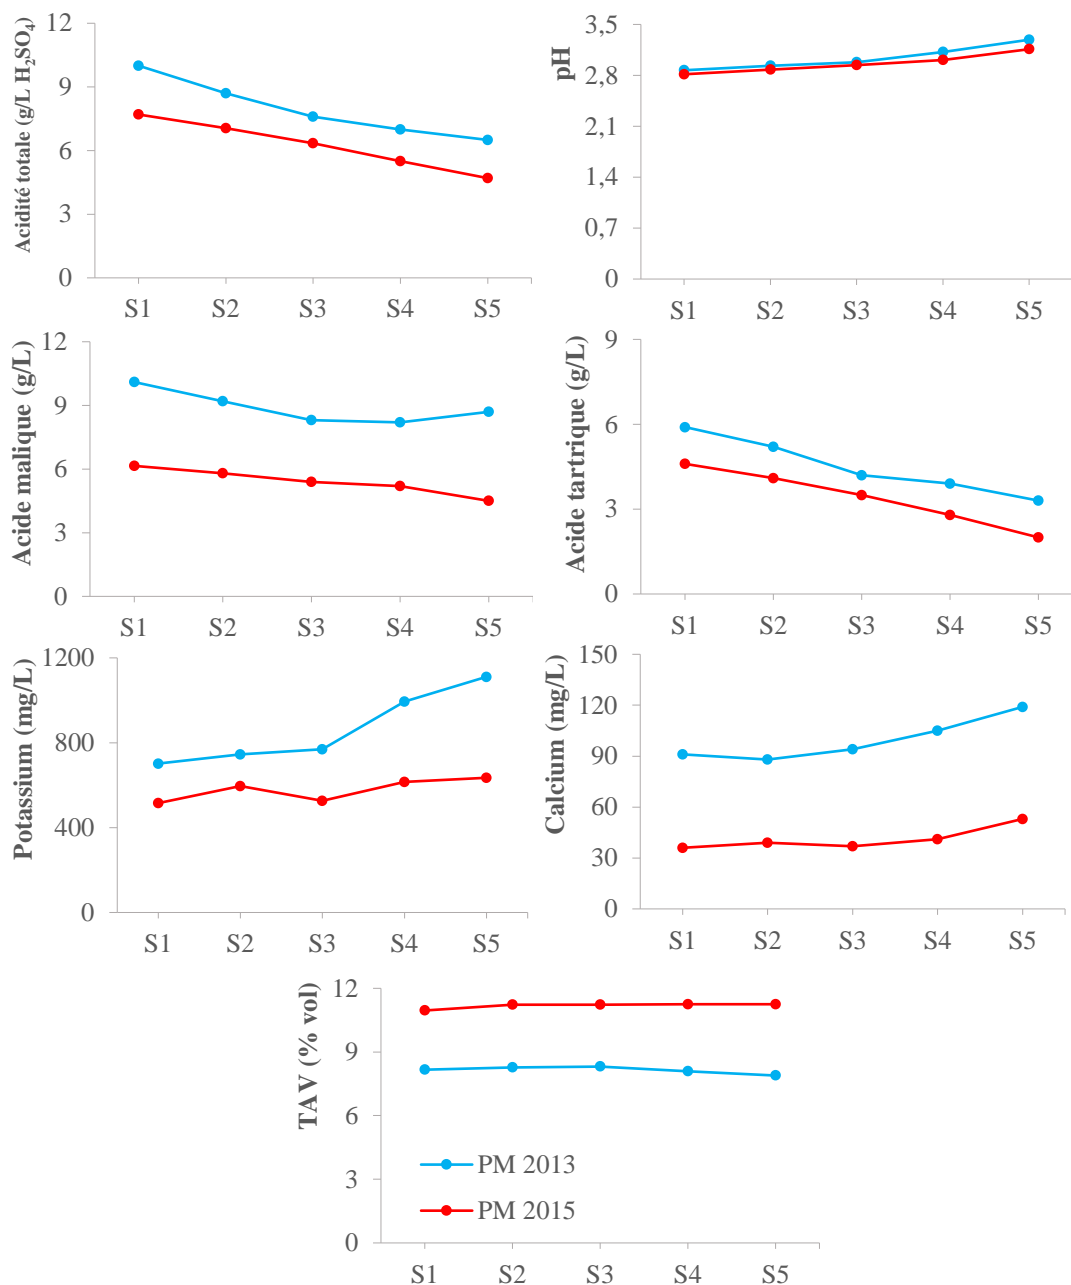 Acidité totale (g/L H₂SO₄)
12
9
6
3
0
S1 S2 S3 S4 S5
pH
3,5
2,8
2,1
1,4
0,7
0
S1 S2 S3 S4 S5
Acide malique (g/L)
12
9
6
3
0
S1 S2 S3 S4 S5
Acide tartrique (g/L)
9
6
3
0
S1 S2 S3 S4 S5
Potassium (mg/L)
1200
800
400
0
S1 S2 S3 S4 S5
Calcium (mg/L)
150
120
90
60
30
0
S1 S2 S3 S4 S5
TAV (% vol)
12
9
6
3
0
PM 2013
PM 2015
S1 S2 S3 S4 S5